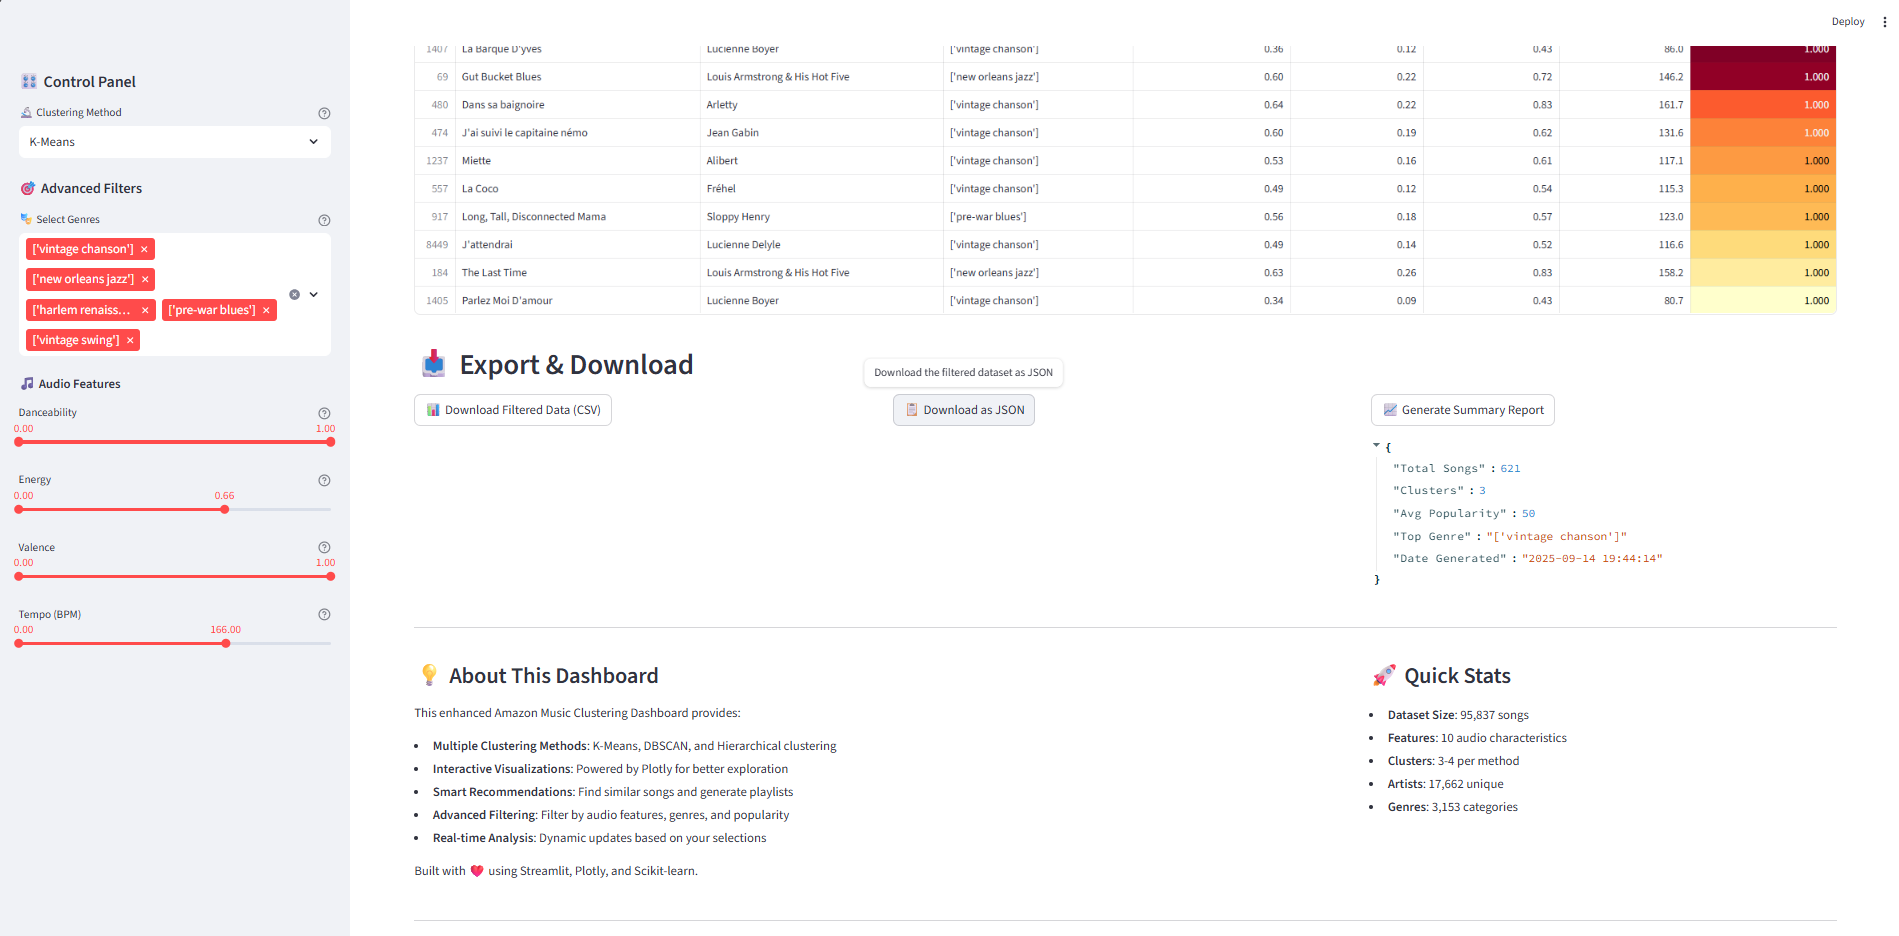 Deploy
Control Panel
Clustering Method
K-Means
Advanced Filters
Select Genres
['vintage chanson'] ×
['new orleans jazz'] ×
['harlem renaiss... × ['pre-war blues'] ×
['vintage swing'] ×
Audio Features
Danceability
0.00 1.00
Energy
0.00 0.66
Valence
0.00 1.00
Tempo (BPM)
0.00 166.00
1407 La Barque D'yves Lucienne Boyer ['vintage chanson'] 0.36 0.12 0.43 86.0 1.000
69 Gut Bucket Blues Louis Armstrong & His Hot Five ['new orleans jazz'] 0.60 0.22 0.72 146.2 1.000
480 Dans sa baignoire Arletty ['vintage chanson'] 0.64 0.22 0.83 161.7 1.000
474 J'ai suivi le capitaine némo Jean Gabin ['vintage chanson'] 0.60 0.19 0.62 131.6 1.000
1237 Miette Alibert ['vintage chanson'] 0.53 0.16 0.61 117.1 1.000
557 La Coco Fréhel ['vintage chanson'] 0.49 0.12 0.54 115.3 1.000
917 Long, Tall, Disconnected Mama Sloppy Henry ['pre-war blues'] 0.56 0.18 0.57 123.0 1.000
8449 J'attendrai Lucienne Delyle ['vintage chanson'] 0.49 0.14 0.52 116.6 1.000
184 The Last Time Louis Armstrong & His Hot Five ['new orleans jazz'] 0.63 0.26 0.83 158.2 1.000
1405 Parlez Moi D'amour Lucienne Boyer ['vintage chanson'] 0.34 0.09 0.43 80.7 1.000
Export & Download
Download the filtered dataset as JSON
Download Filtered Data (CSV)
Download as JSON
Generate Summary Report
{
"Total Songs" : 621
"Clusters" : 3
"Avg Popularity" : 50
"Top Genre" : "['vintage chanson']"
"Date Generated" : "2025-09-14 19:44:14"
}
About This Dashboard
This enhanced Amazon Music Clustering Dashboard provides:
• Multiple Clustering Methods: K-Means, DBSCAN, and Hierarchical clustering
• Interactive Visualizations: Powered by Plotly for better exploration
• Smart Recommendations: Find similar songs and generate playlists
• Advanced Filtering: Filter by audio features, genres, and popularity
• Real-time Analysis: Dynamic updates based on your selections
Built with ❤️ using Streamlit, Plotly, and Scikit-learn.
Quick Stats
• Dataset Size: 95,837 songs
• Features: 10 audio characteristics
• Clusters: 3-4 per method
• Artists: 17,662 unique
• Genres: 3,153 categories